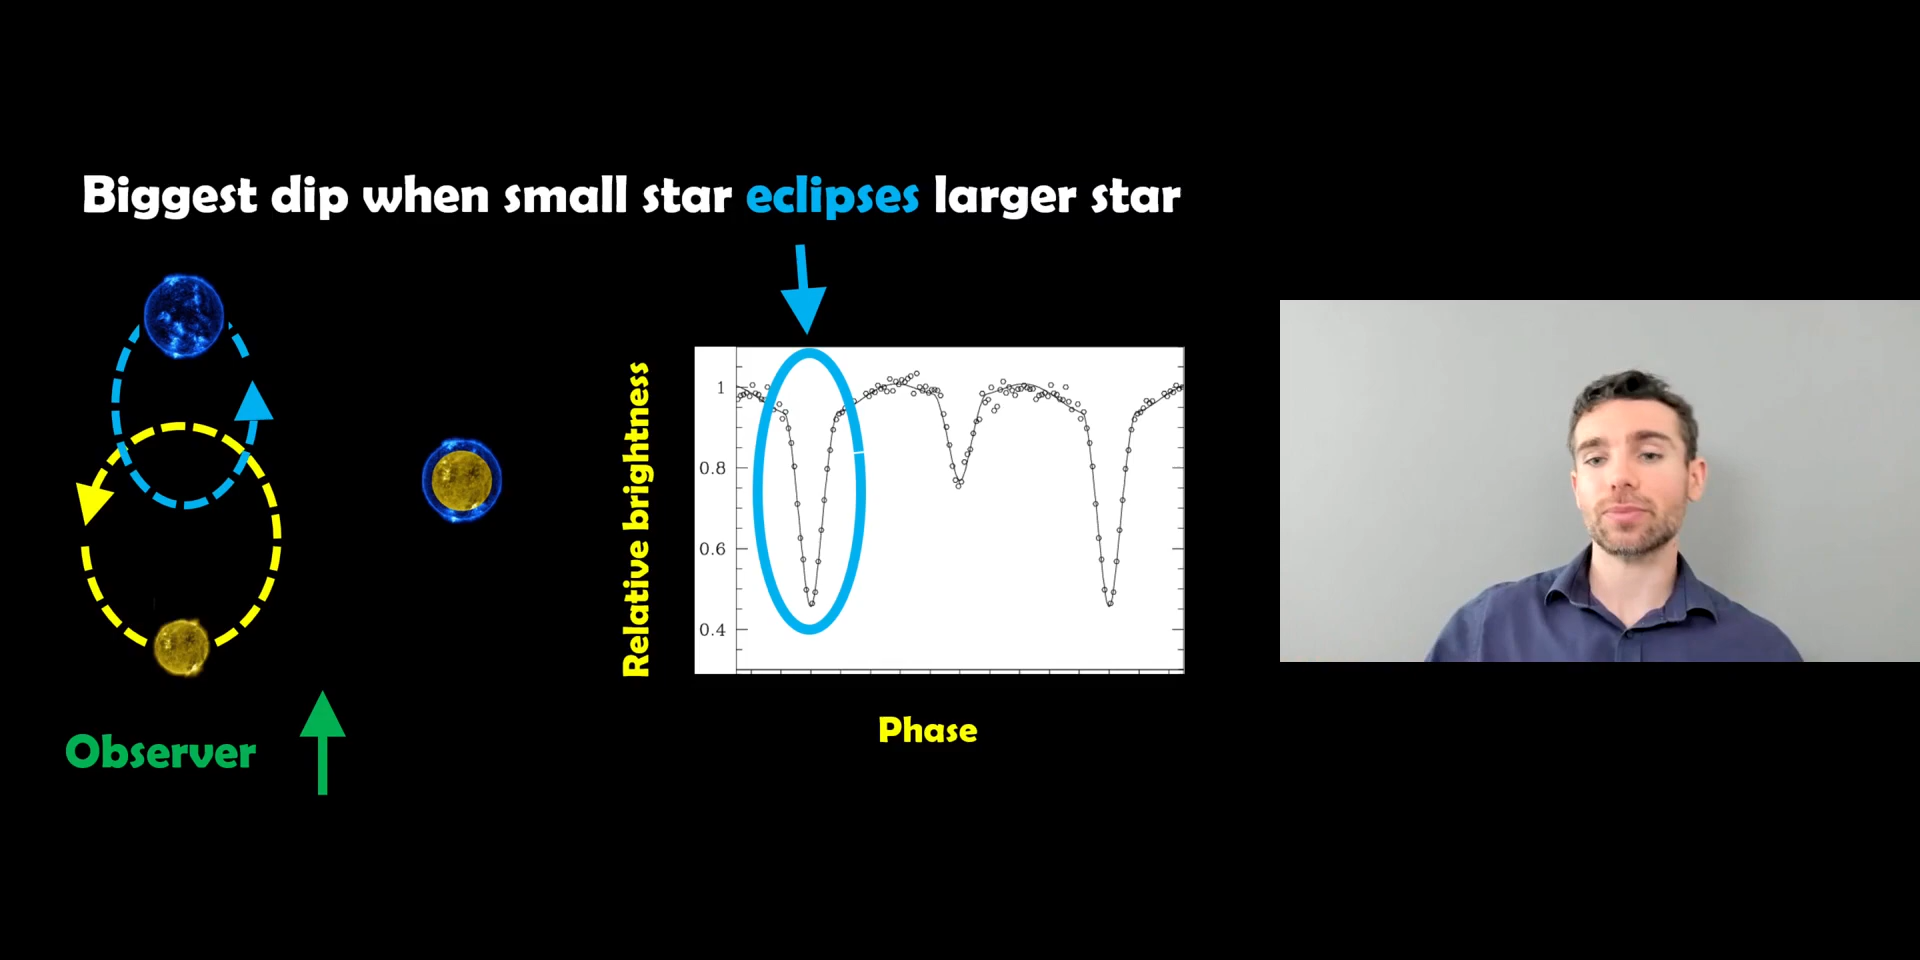 Biggest dip when small star eclipses larger star
Relative brightness
1
0.8
0.6
0.4
Phase
Observer